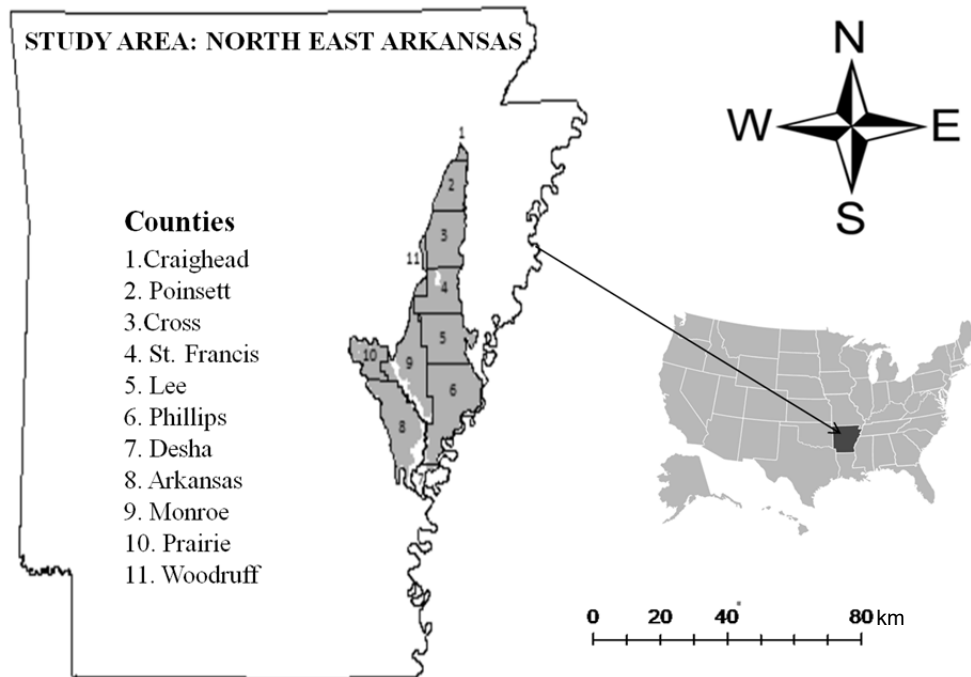 STUDY AREA: NORTH EAST ARKANSAS
N
W E
S
1
2
3
11
4
5
10
9
6
8
Counties
1.Craighead
2. Poinsett
3.Cross
4. St. Francis
5. Lee
6. Phillips
7. Desha
8. Arkansas
9. Monroe
10. Prairie
11. Woodruff
0 20 40 80 km